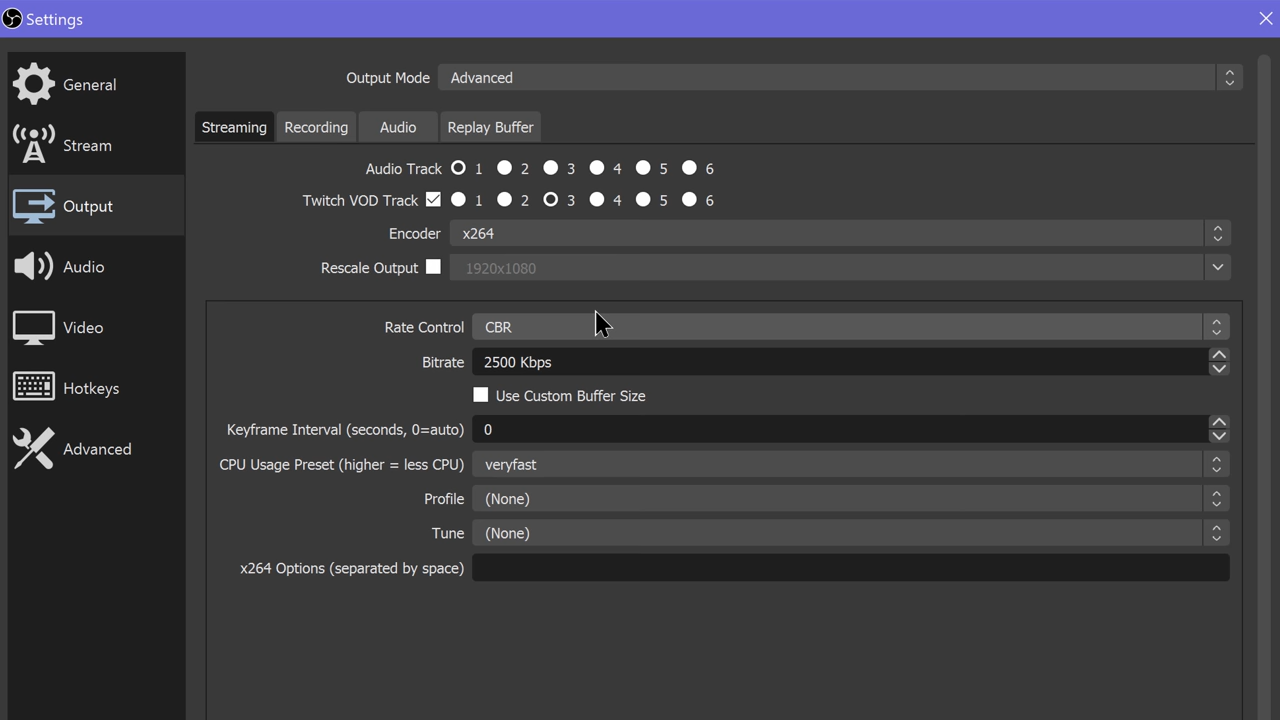 Settings
General
Stream
Output
Audio
Video
Hotkeys
Advanced
Output Mode Advanced
Streaming Recording Audio Replay Buffer
Audio Track 1 2 3 4 5 6
Twitch VOD Track 1 2 3 4 5 6
Encoder x264
Rescale Output 1920x1080
Rate Control CBR
Bitrate 2500 Kbps
Use Custom Buffer Size
Keyframe Interval (seconds, 0=auto) 0
CPU Usage Preset (higher = less CPU) veryfast
Profile (None)
Tune (None)
x264 Options (separated by space)